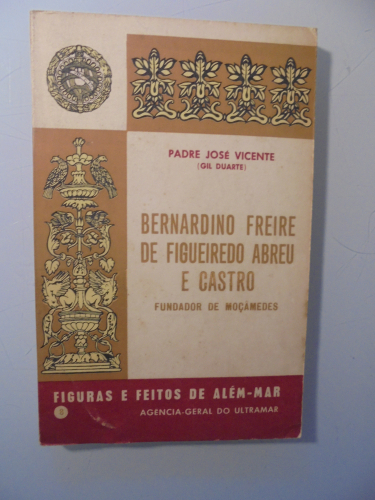 PADRE JOSÉ VICENTE
(GIL DUARTE)
BERNARDINO FREIRE
DE FIGUEIREDO ABREU
E CASTRO
FUNDADOR DE MOÇÂMEDES
FIGURAS E FEITOS DE ALÉM-MAR
AGENCIA-GERAL DO ULTRAMAR